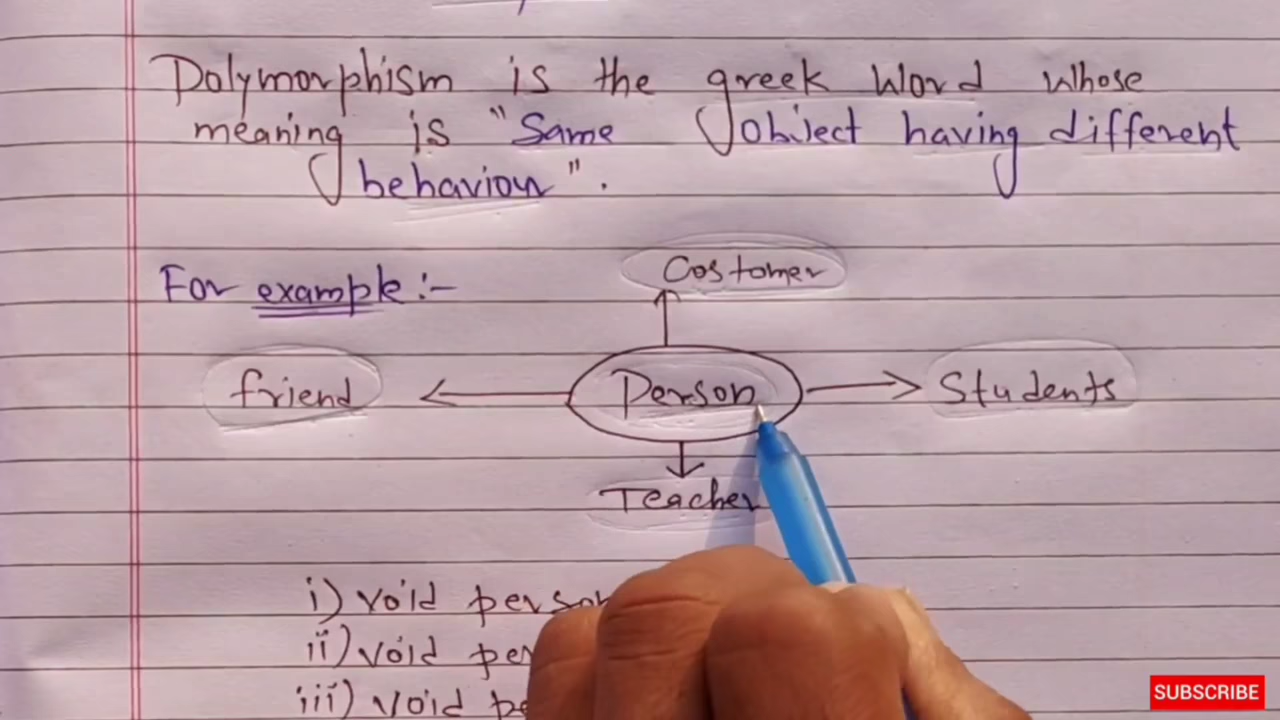 Polymorphism is the greek word whose
meaning is "Same object having different
behaviour".
For example :-
Costomer
friend
Person
Students
Teacher
i) void person
ii) void
iii) void
SUBSCRIBE